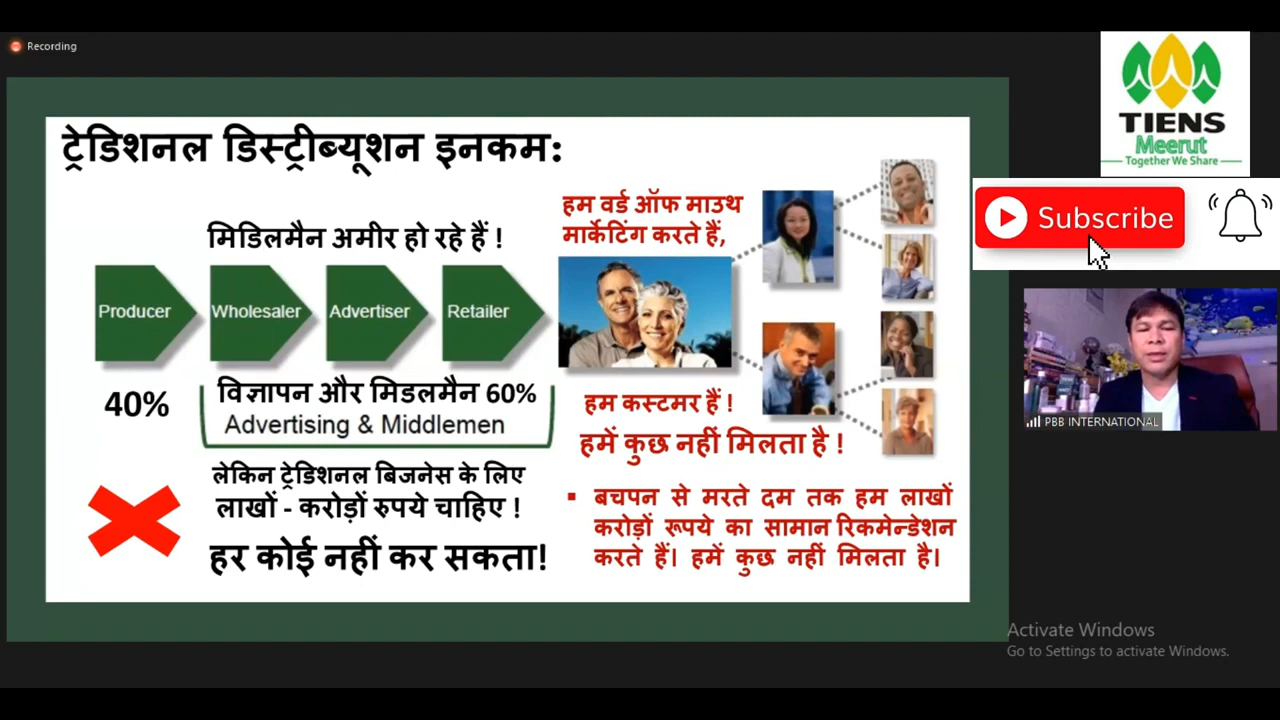 Recording
TIENS
Meerut
Together We Share
Subscribe
ट्रेडिशनल डिस्ट्रीब्यूशन इनकम:
मिडिलमैन अमीर हो रहे हैं !
Producer
Wholesaler
Advertiser
Retailer
40%
विज्ञापन और मिडलमैन 60%
Advertising & Middlemen
लेकिन ट्रेडिशनल बिजनेस के लिए
लाखों - करोड़ों रुपये चाहिए !
हर कोई नहीं कर सकता!
हम वर्ड ऑफ माउथ
मार्केटिंग करते हैं,
हम कस्टमर हैं !
हमें कुछ नहीं मिलता है !
▪ बचपन से मरते दम तक हम लाखों
करोड़ों रूपये का सामान रिकमेन्डेशन
करते हैं। हमें कुछ नहीं मिलता है।
PBB INTERNATIONAL
Activate Windows
Go to Settings to activate Windows.